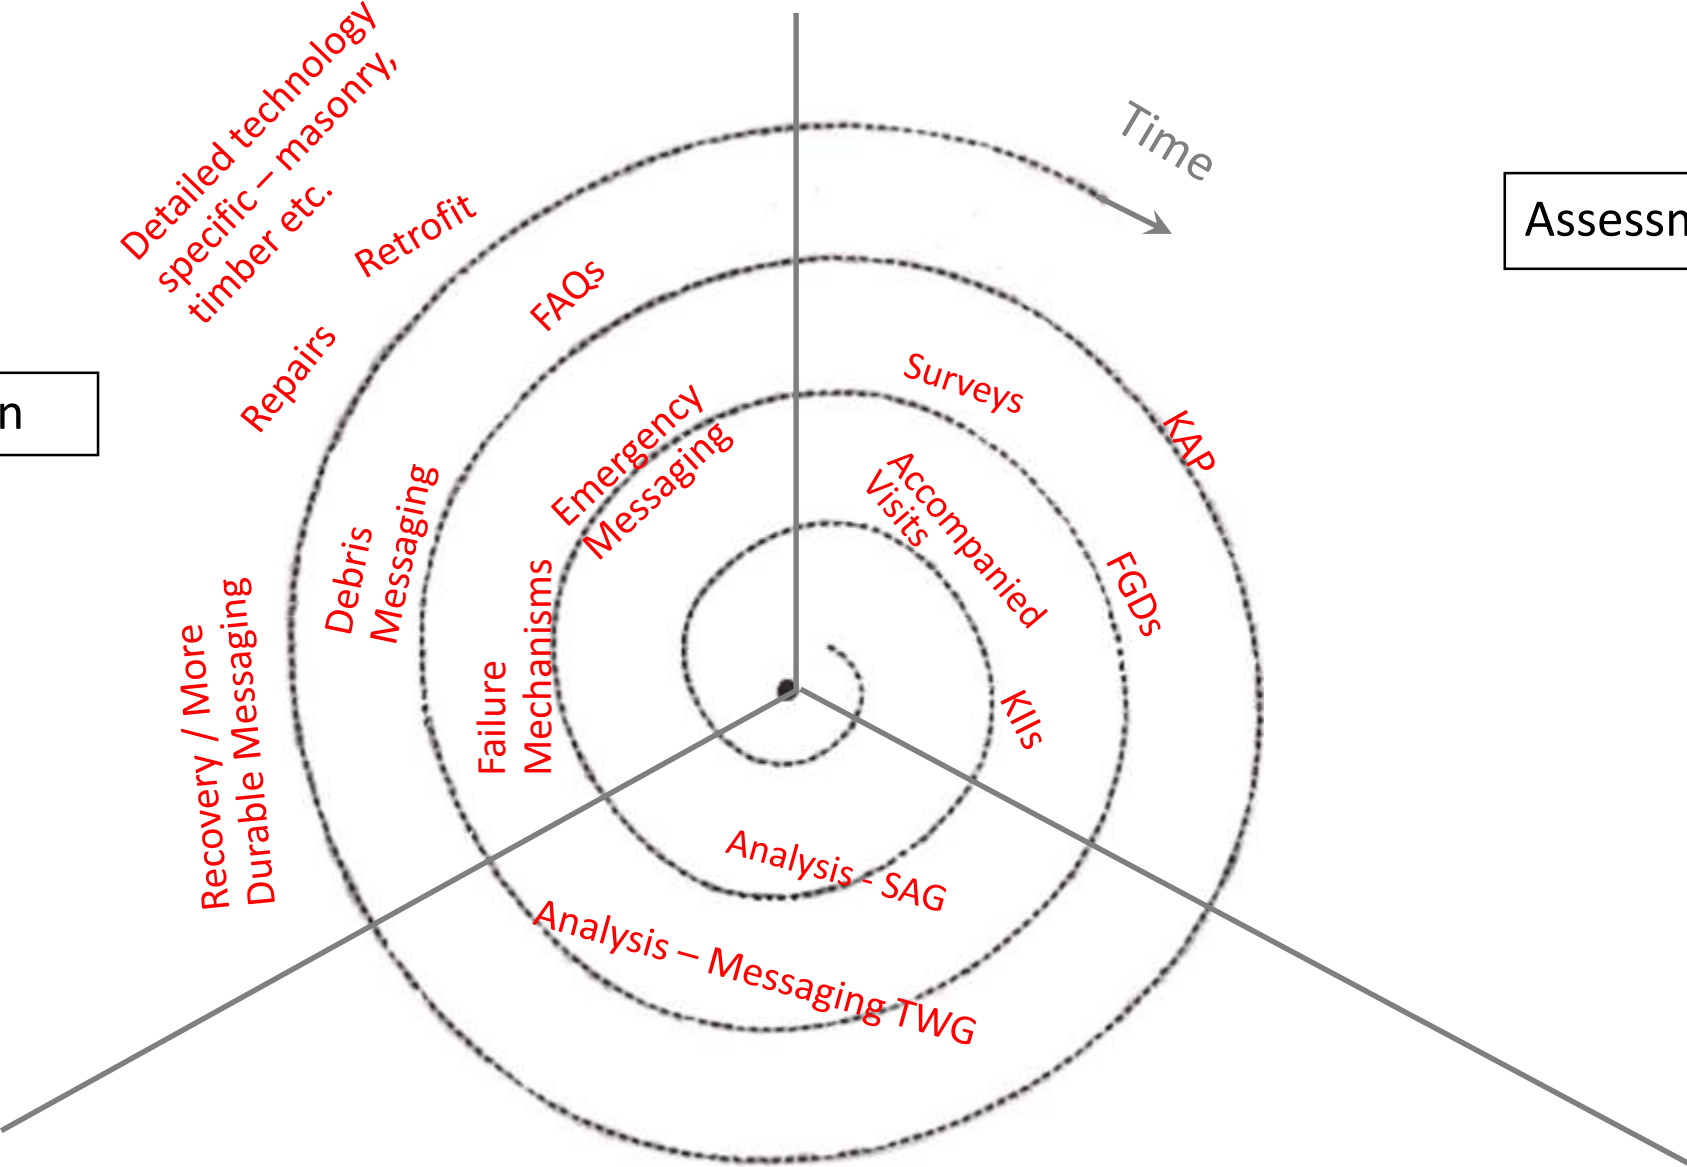 Detailed technology
specific – masonry,
timber etc.
Retrofit
Repairs
FAQs
Time
Assessn
n
Surveys
KAP
Emergency
Messaging
Accompanied
Visits
FGDs
Debris
Messaging
Failure
Mechanisms
KIIs
Recovery / More
Durable Messaging
Analysis - SAG
Analysis – Messaging TWG